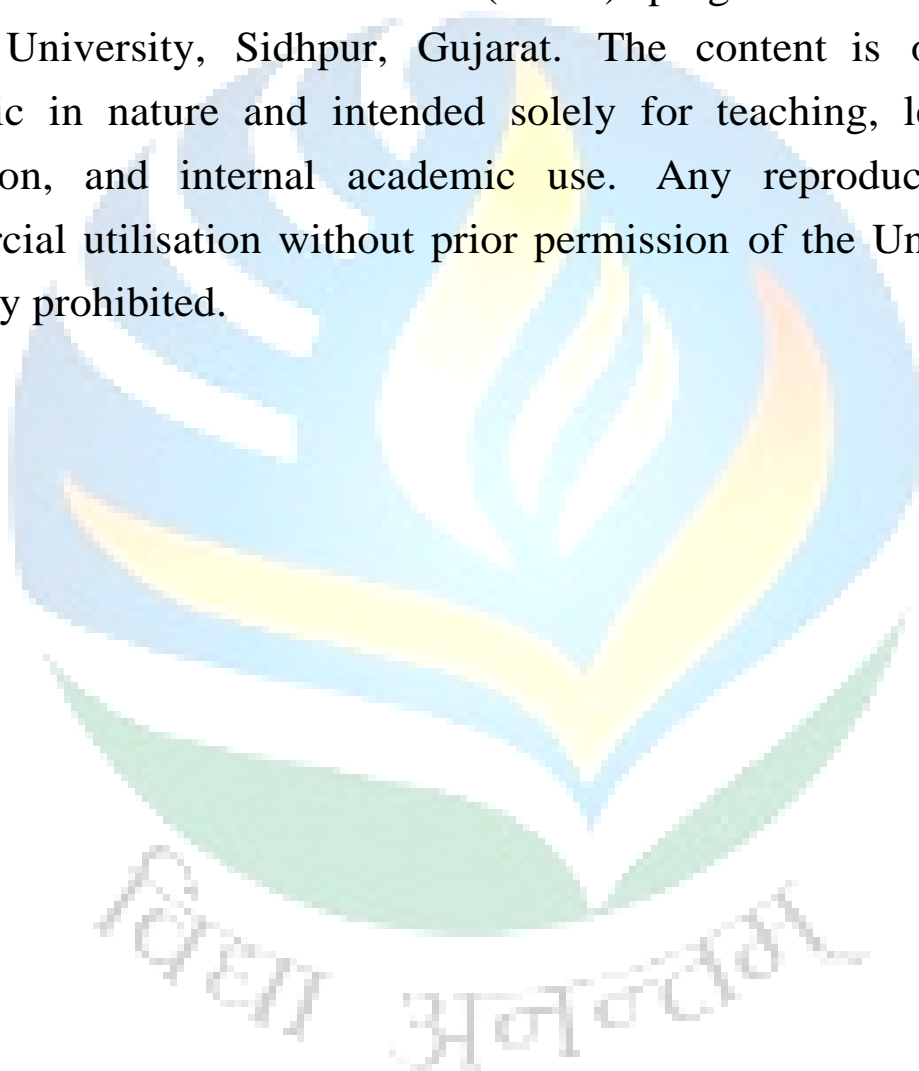 University, Sidhpur, Gujarat. The content is
ic in nature and intended solely for teaching,
on, and internal academic use. Any reproduc
rcial utilisation without prior permission of the Un
y prohibited.
विद्या अनन्तम्